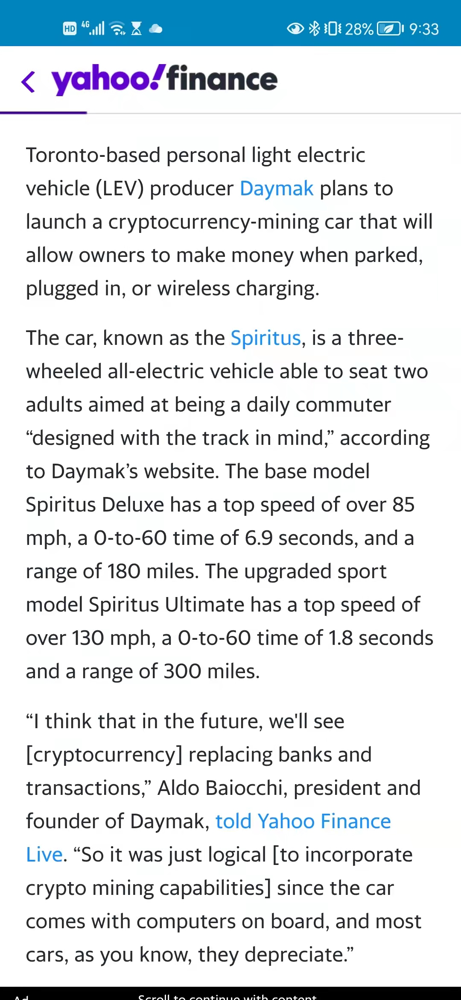 HD 4G 28% 9:33
yahoo!finance
Toronto-based personal light electric
vehicle (LEV) producer Daymak plans to
launch a cryptocurrency-mining car that will
allow owners to make money when parked,
plugged in, or wireless charging.
The car, known as the Spiritus, is a three-
wheeled all-electric vehicle able to seat two
adults aimed at being a daily commuter
“designed with the track in mind,” according
to Daymak’s website. The base model
Spiritus Deluxe has a top speed of over 85
mph, a 0-to-60 time of 6.9 seconds, and a
range of 180 miles. The upgraded sport
model Spiritus Ultimate has a top speed of
over 130 mph, a 0-to-60 time of 1.8 seconds
and a range of 300 miles.
“I think that in the future, we'll see
[cryptocurrency] replacing banks and
transactions,” Aldo Baiocchi, president and
founder of Daymak, told Yahoo Finance
Live. “So it was just logical [to incorporate
crypto mining capabilities] since the car
comes with computers on board, and most
cars, as you know, they depreciate.”
Ad Scroll to continue with content